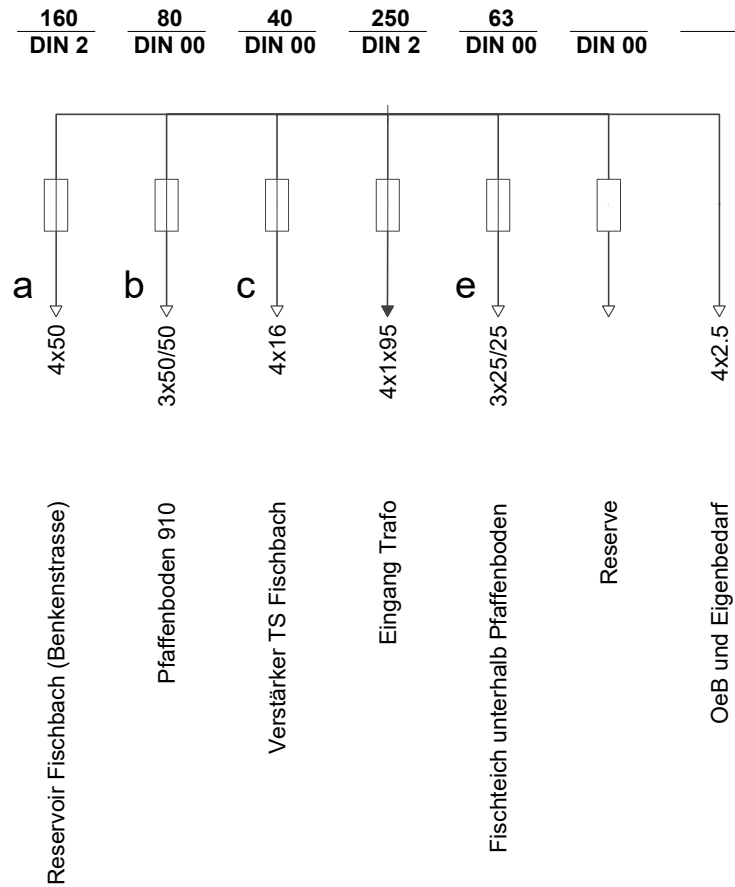 160 80 40 250 63
DIN 2 DIN 00 DIN 00 DIN 2 DIN 00 DIN 00
a b c e
4x50 3x50/50 4x16 4x1x95 3x25/25 4x2.5
Reservoir Fischbach (Benkenstrasse)
Pfaffenboden 910
Verstärker TS Fischbach
Eingang Trafo
Fischteich unterhalb Pfaffenboden
Reserve
OeB und Eigenbedarf